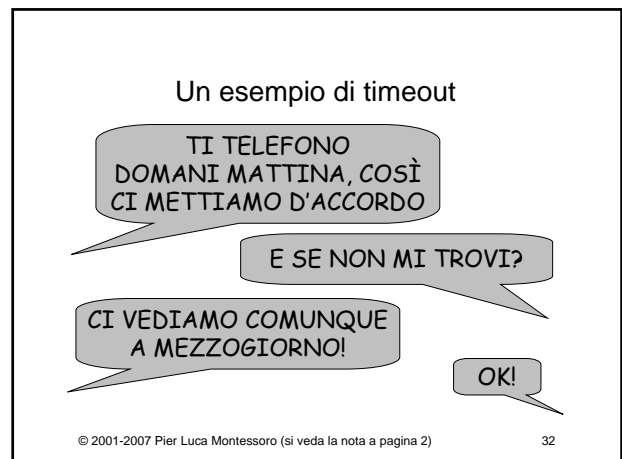 Un esempio di timeout
TI TELEFONO
DOMANI MATTINA, COSÌ
CI METTIAMO D'ACCORDO
E SE NON MI TROVI?
CI VEDIAMO COMUNQUE
A MEZZOGIORNO!
OK!
© 2001-2007 Pier Luca Montessoro (si veda la nota a pagina 2)
32